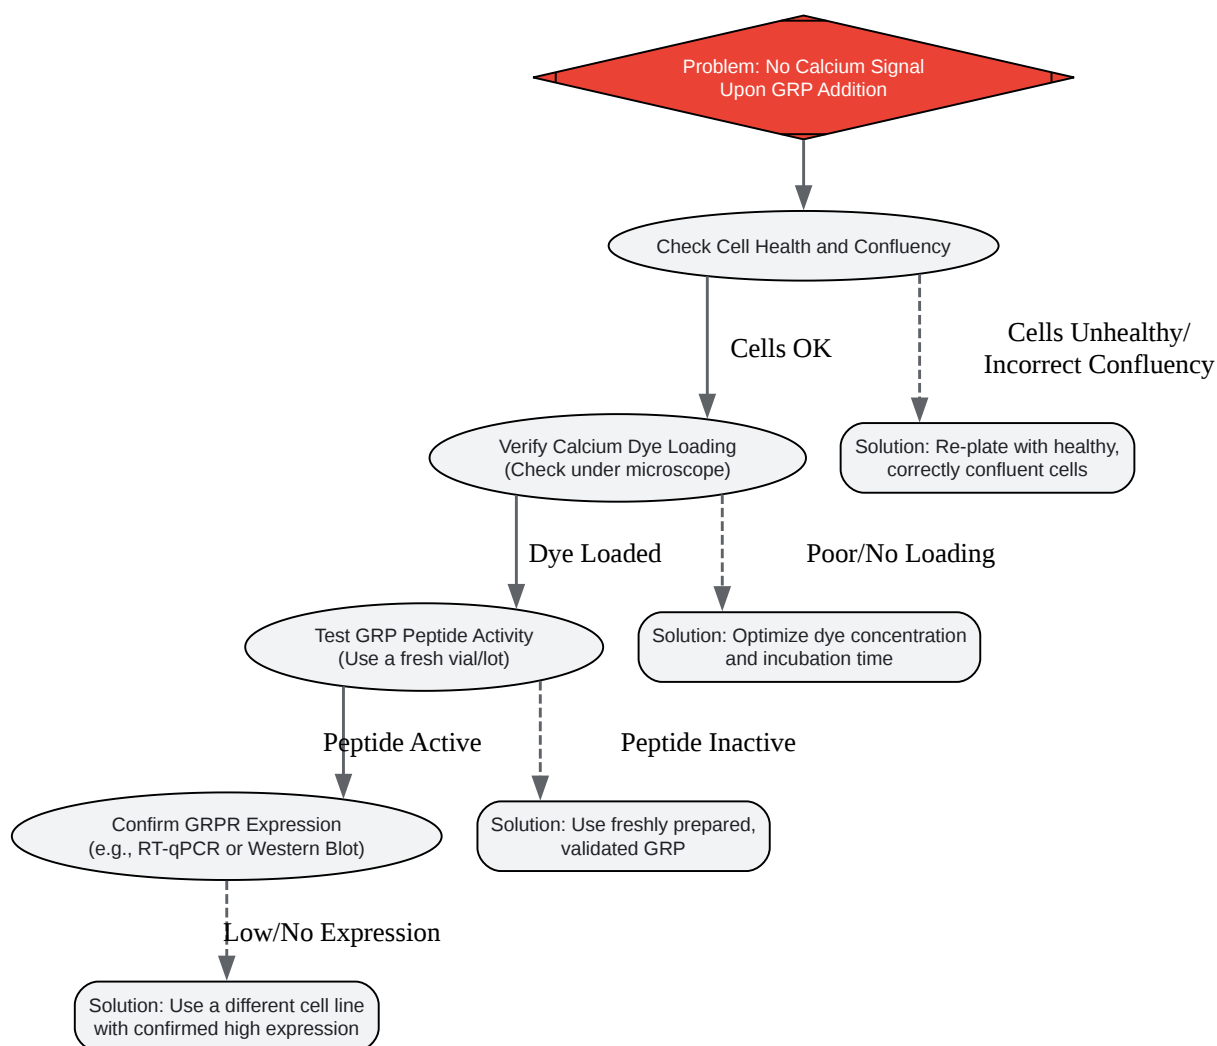 Problem: No Calcium Signal
Upon GRP Addition
Check Cell Health and Confluency
Cells OK
Cells Unhealthy/
Incorrect Confluency
Verify Calcium Dye Loading
(Check under microscope)
Solution: Re-plate with healthy,
correctly confluent cells
Dye Loaded
Poor/No Loading
Test GRP Peptide Activity
(Use a fresh vial/lot)
Solution: Optimize dye concentration
and incubation time
Peptide Active
Peptide Inactive
Confirm GRPR Expression
(e.g., RT-qPCR or Western Blot)
Solution: Use freshly prepared,
validated GRP
Low/No Expression
Solution: Use a different cell line
with confirmed high expression